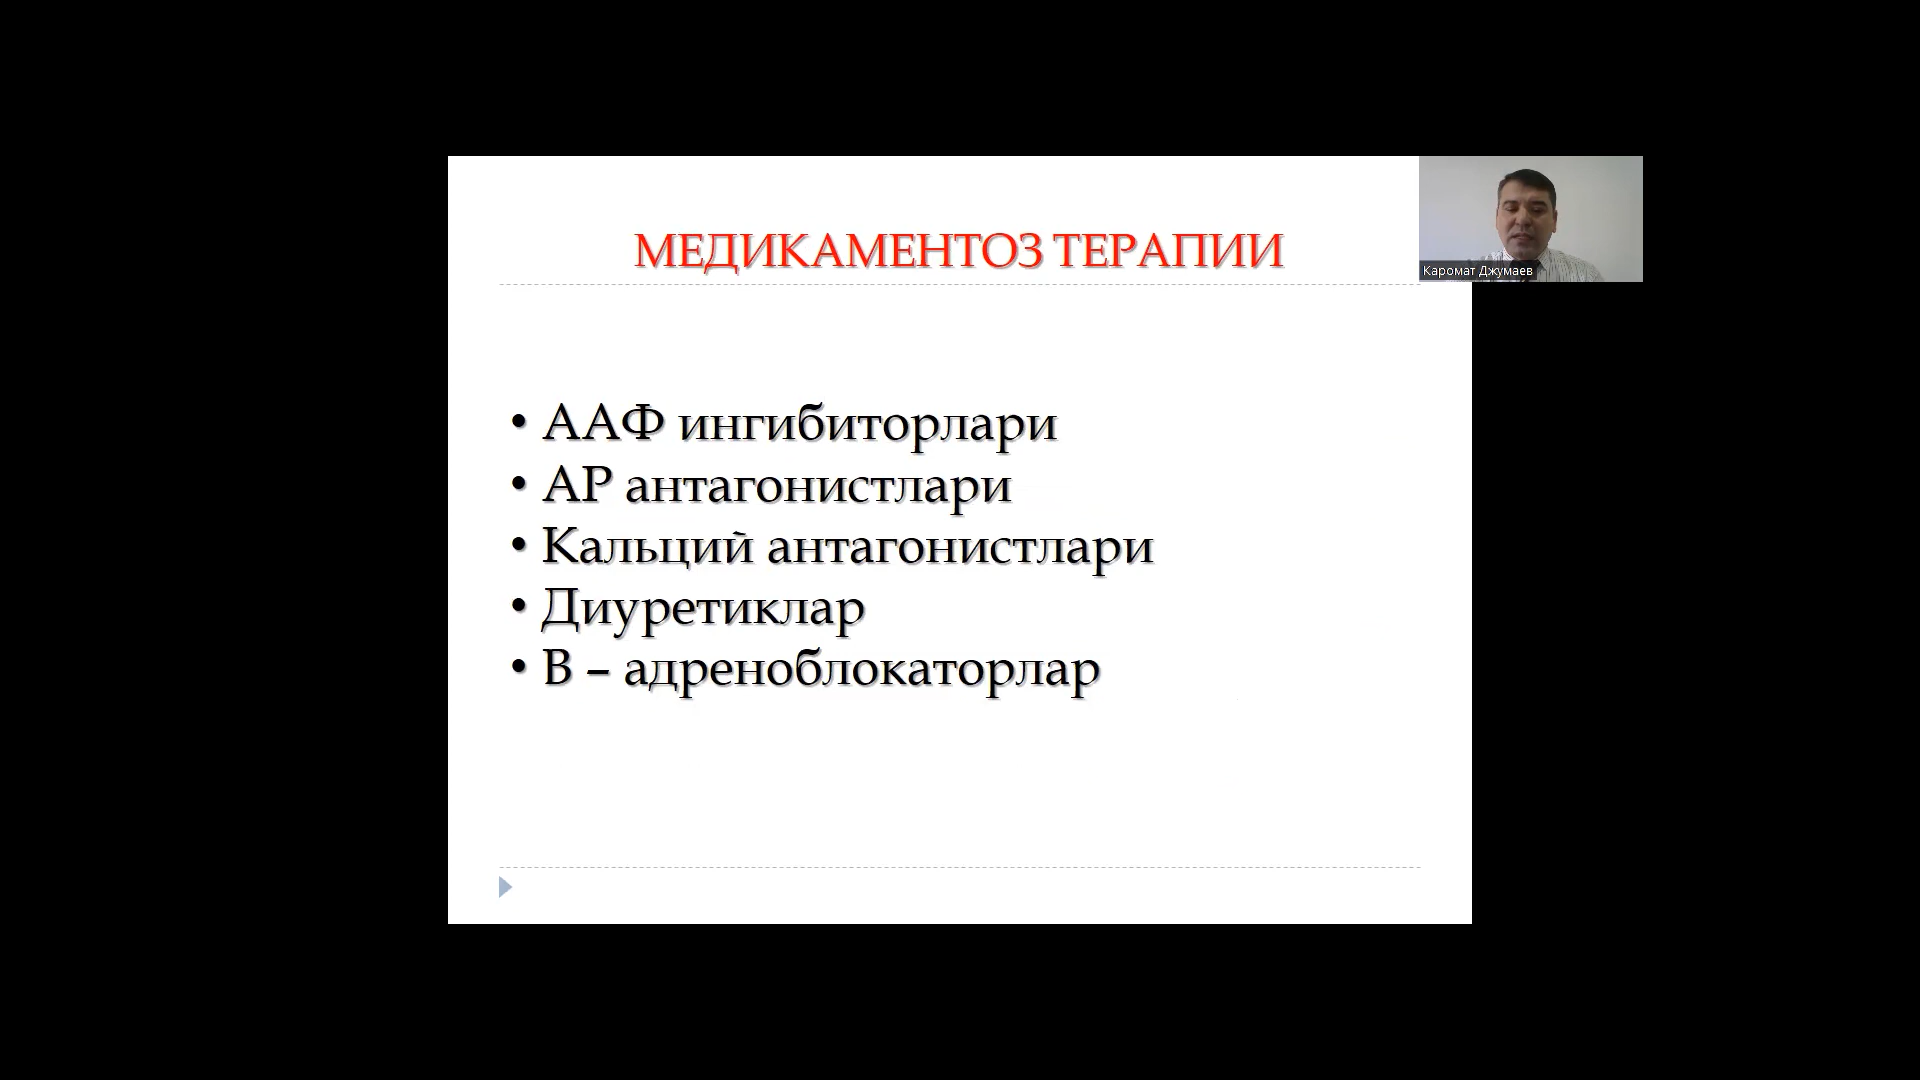 МЕДИКАМЕНТОЗ ТЕРАПИИ
Каромат Джумаев
• ААФ ингибиторлари
• АР антагонистлари
• Кальций антагонистлари
• Диуретиклар
• В – адреноблокаторлар